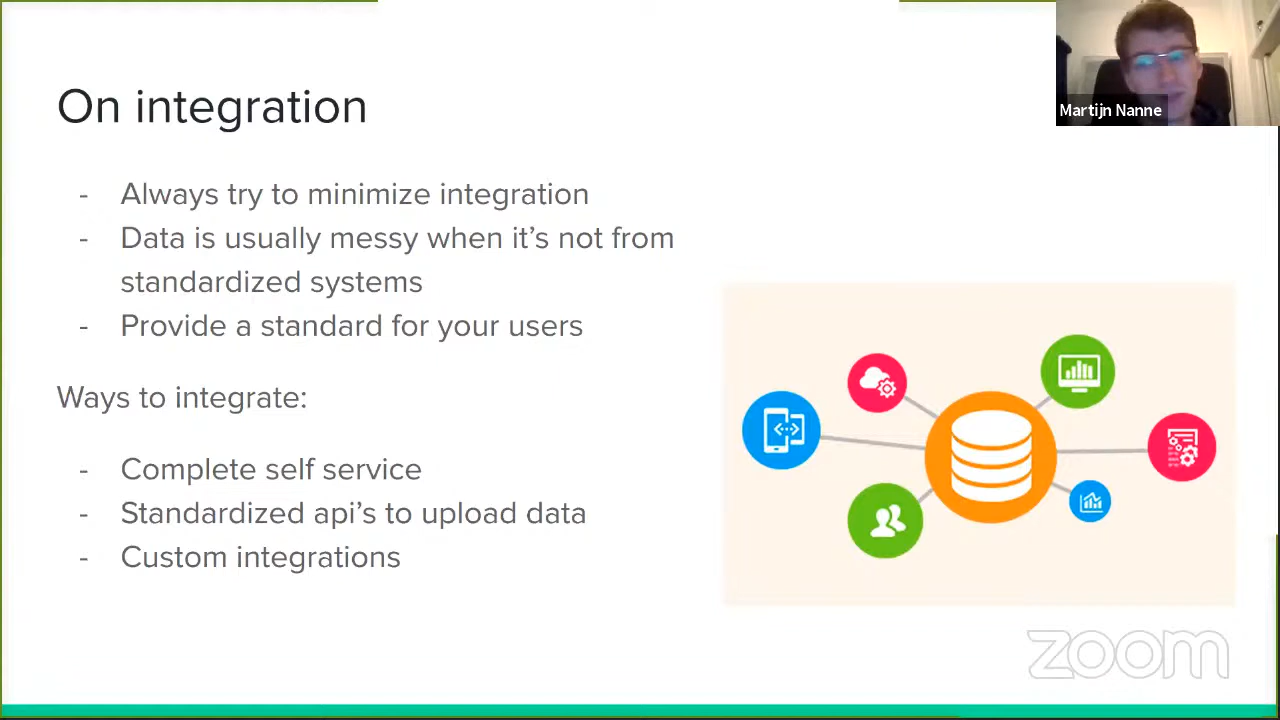 On integration
- Always try to minimize integration
- Data is usually messy when it’s not from
standardized systems
- Provide a standard for your users
Ways to integrate:
- Complete self service
- Standardized api’s to upload data
- Custom integrations
Martijn Nanne
zoom